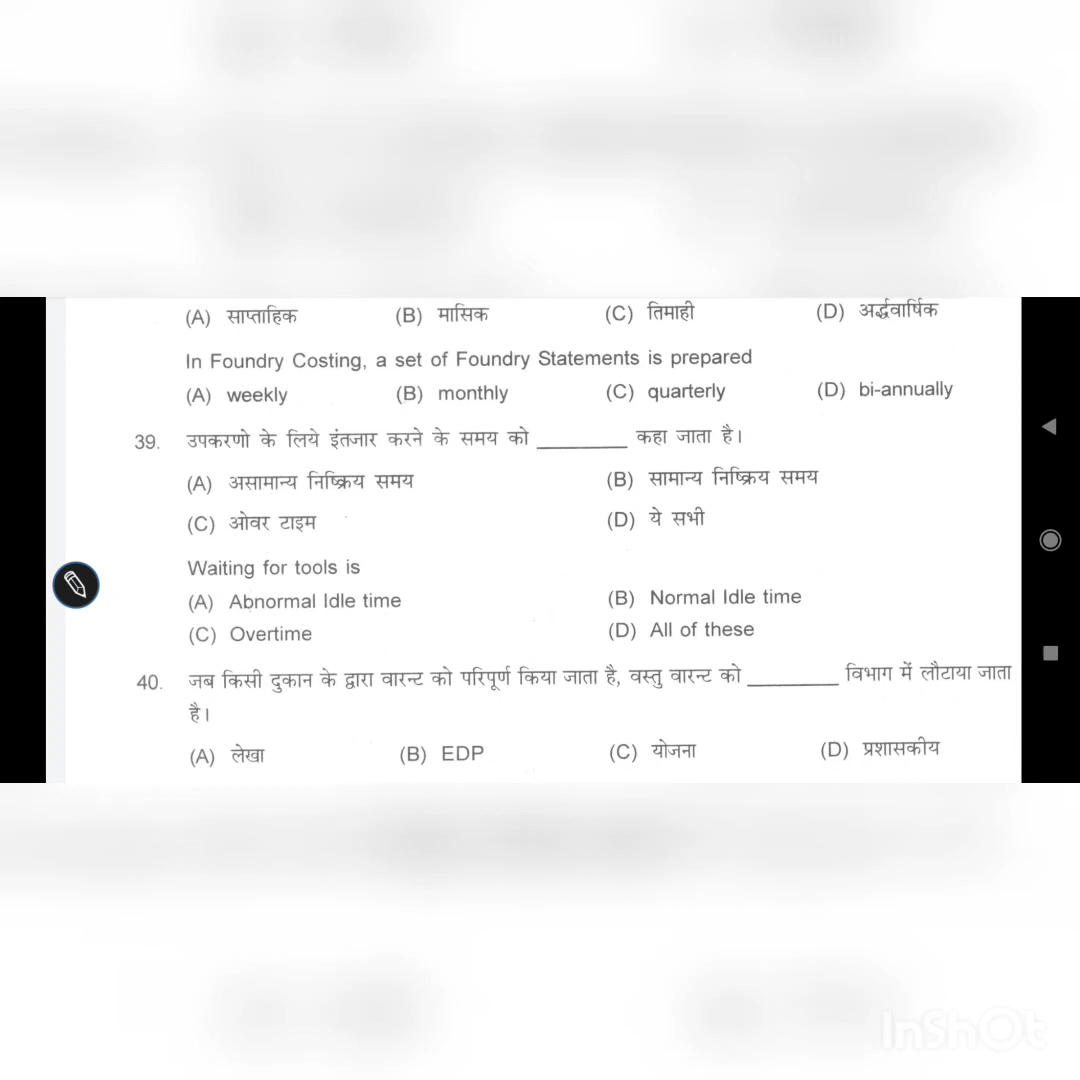 (A) साप्ताहिक (B) मासिक (C) तिमाही (D) अर्द्धवार्षिक
In Foundry Costing, a set of Foundry Statements is prepared
(A) weekly (B) monthly (C) quarterly (D) bi-annually
39. उपकरणो के लिये इंतजार करने के समय को ________ कहा जाता है।
(A) असामान्य निष्क्रिय समय (B) सामान्य निष्क्रिय समय
(C) ओवर टाइम (D) ये सभी
Waiting for tools is
(A) Abnormal Idle time (B) Normal Idle time
(C) Overtime (D) All of these
40. जब किसी दुकान के द्वारा वारन्ट को परिपूर्ण किया जाता है, वस्तु वारन्ट को ________ विभाग में लौटाया जाता
है।
(A) लेखा (B) EDP (C) योजना (D) प्रशासकीय
InShOt